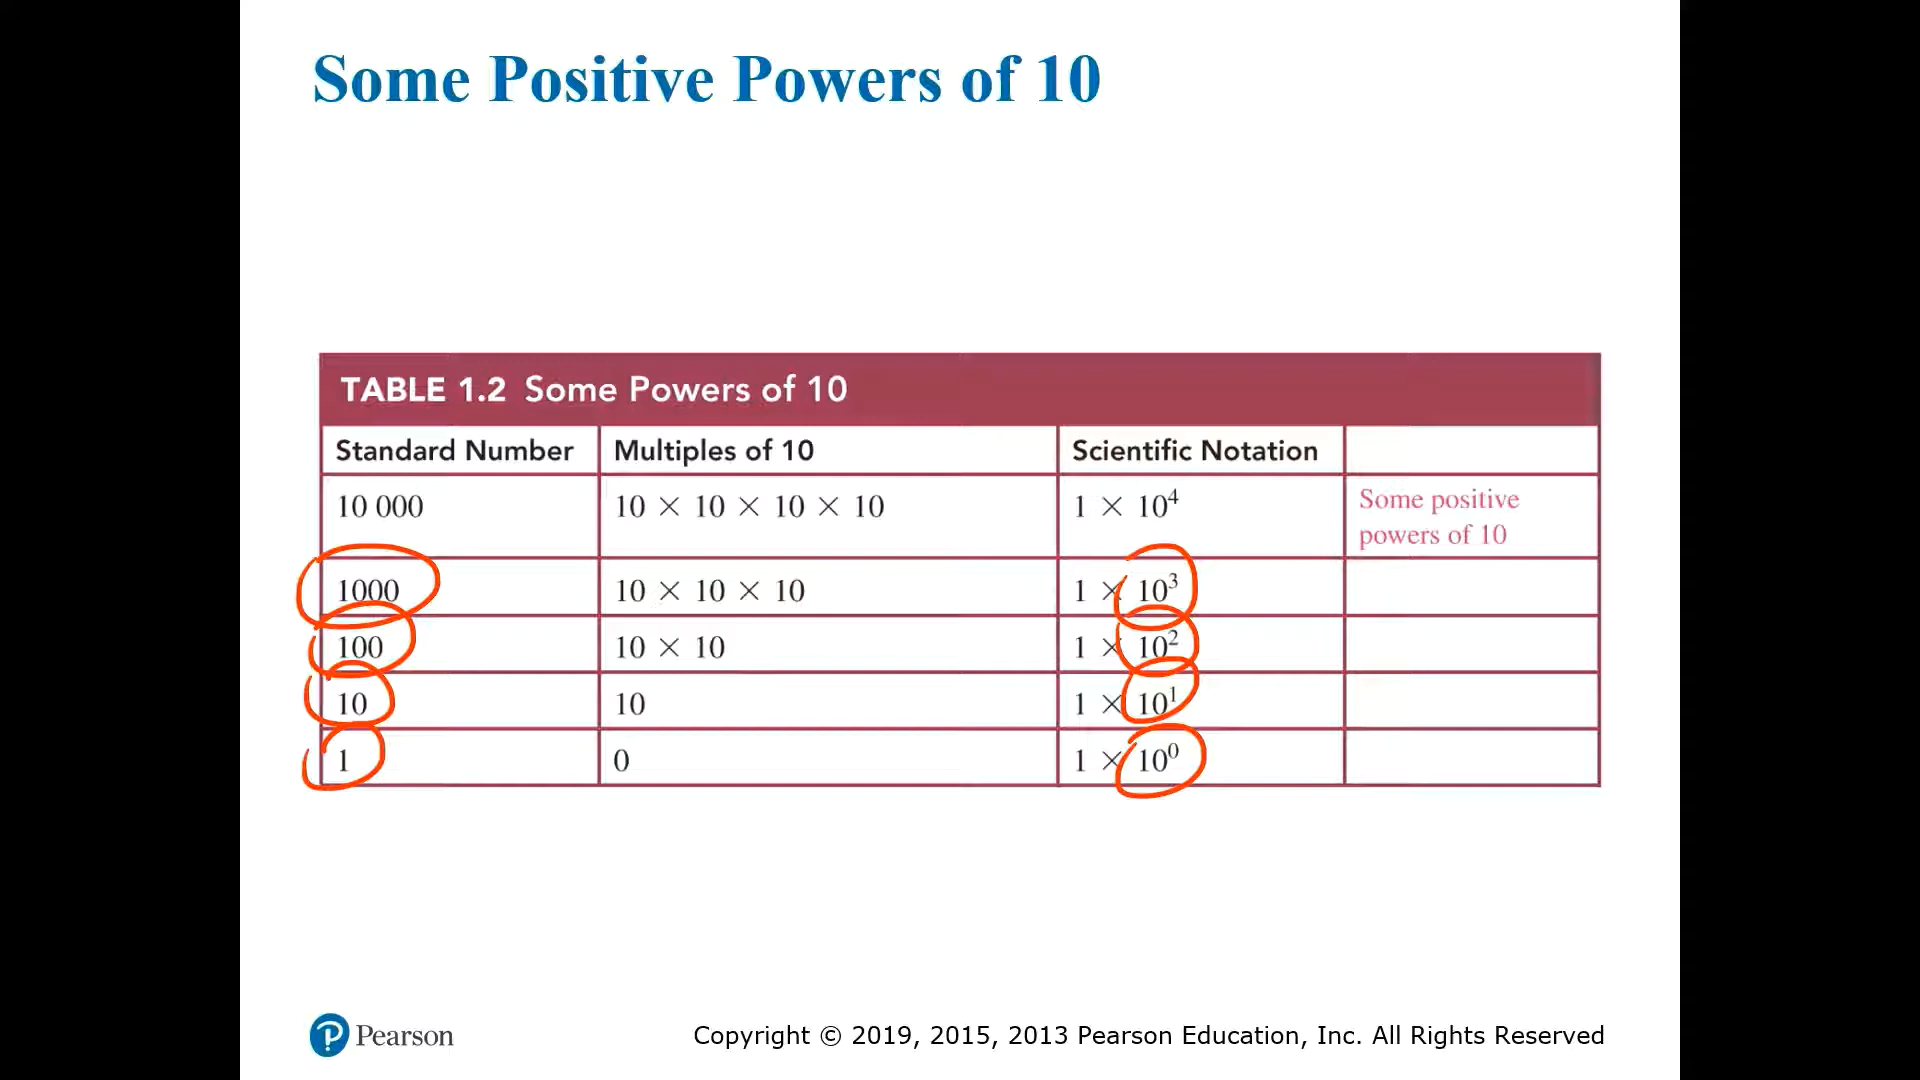 Some Positive Powers of 10
TABLE 1.2 Some Powers of 10
Standard Number Multiples of 10 Scientific Notation
10 000 10 × 10 × 10 × 10 1 × 10⁴ Some positive
powers of 10
1000 10 × 10 × 10 1 × 10³
100 10 × 10 1 × 10²
10 10 1 × 10¹
1 0 1 × 10⁰
Pearson Copyright © 2019, 2015, 2013 Pearson Education, Inc. All Rights Reserved